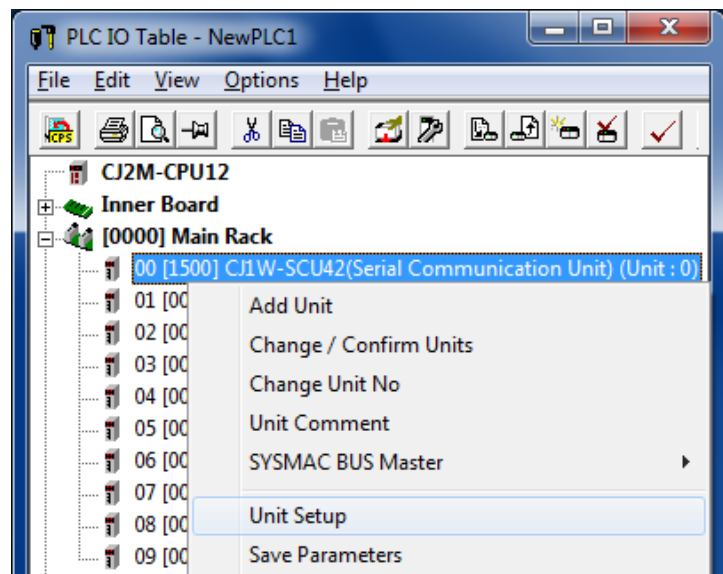 PLC IO Table - NewPLC1
File Edit View Options Help
CPS
CJ2M-CPU12
Inner Board
[0000] Main Rack
00 [1500] CJ1W-SCU42(Serial Communication Unit) (Unit : 0)
01 [00
Add Unit
02 [00
Change / Confirm Units
03 [00
Change Unit No
04 [00
05 [00
Unit Comment
06 [00
SYSMAC BUS Master
07 [00
08 [00
Unit Setup
09 [00
Save Parameters